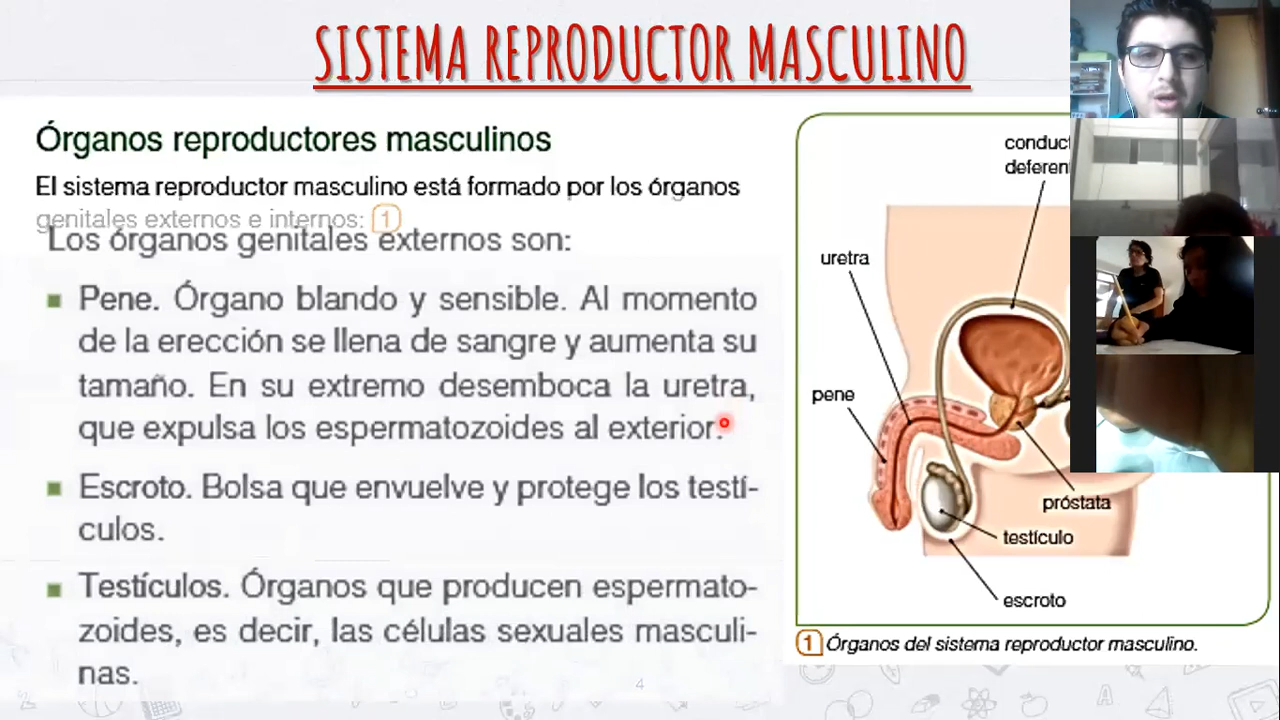 SISTEMA REPRODUCTOR MASCULINO
Órganos reproductores masculinos
El sistema reproductor masculino está formado por los órganos
genitales externos e internos: 1
Los órganos genitales externos son:
Pene. Órgano blando y sensible. Al momento
de la erección se llena de sangre y aumenta su
tamaño. En su extremo desemboca la uretra,
que expulsa los espermatozoides al exterior.
Escroto. Bolsa que envuelve y protege los testí-
culos.
Testículos. Órganos que producen espermato-
zoides, es decir, las células sexuales masculi-
nas.
4
uretra
pene
próstata
testículo
escroto
1 Órganos del sistema reproductor masculino.